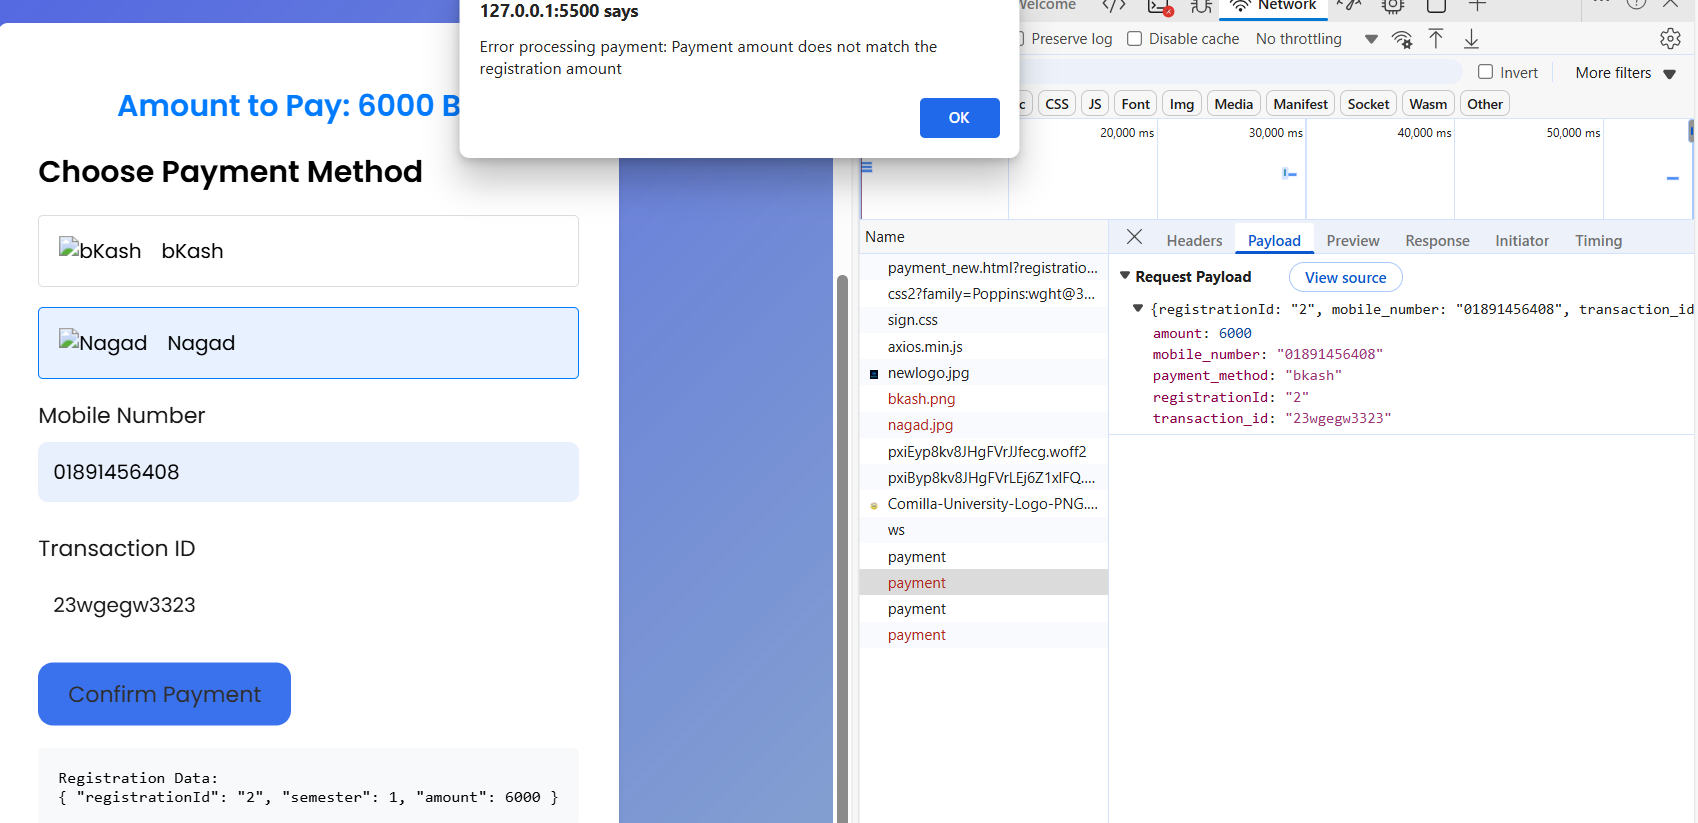 127.0.0.1:5500 says
Error processing payment: Payment amount does not match the
registration amount
OK
Amount to Pay: 6000 B
Choose Payment Method
bKash bKash
Nagad Nagad
Mobile Number
01891456408
Transaction ID
23wgegw3323
Confirm Payment
Registration Data:
{ "registrationId": "2", "semester": 1, "amount": 6000 }
Welcome
Network
Preserve log
Disable cache
No throttling
Invert
More filters
c
CSS
JS
Font
Img
Media
Manifest
Socket
Wasm
Other
20,000 ms
30,000 ms
40,000 ms
50,000 ms
Name
payment_new.html?registratio...
css2?family=Poppins:wght@3...
sign.css
axios.min.js
newlogo.jpg
bkash.png
nagad.jpg
pxiEyp8kv8JHgFVrJJfecg.woff2
pxiByp8kv8JHgFVrLEj6Z1xlFQ....
Comilla-University-Logo-PNG....
ws
payment
payment
payment
payment
Headers
Payload
Preview
Response
Initiator
Timing
Request Payload
View source
{registrationId: "2", mobile_number: "01891456408", transaction_id
amount: 6000
mobile_number: "01891456408"
payment_method: "bkash"
registrationId: "2"
transaction_id: "23wgegw3323"